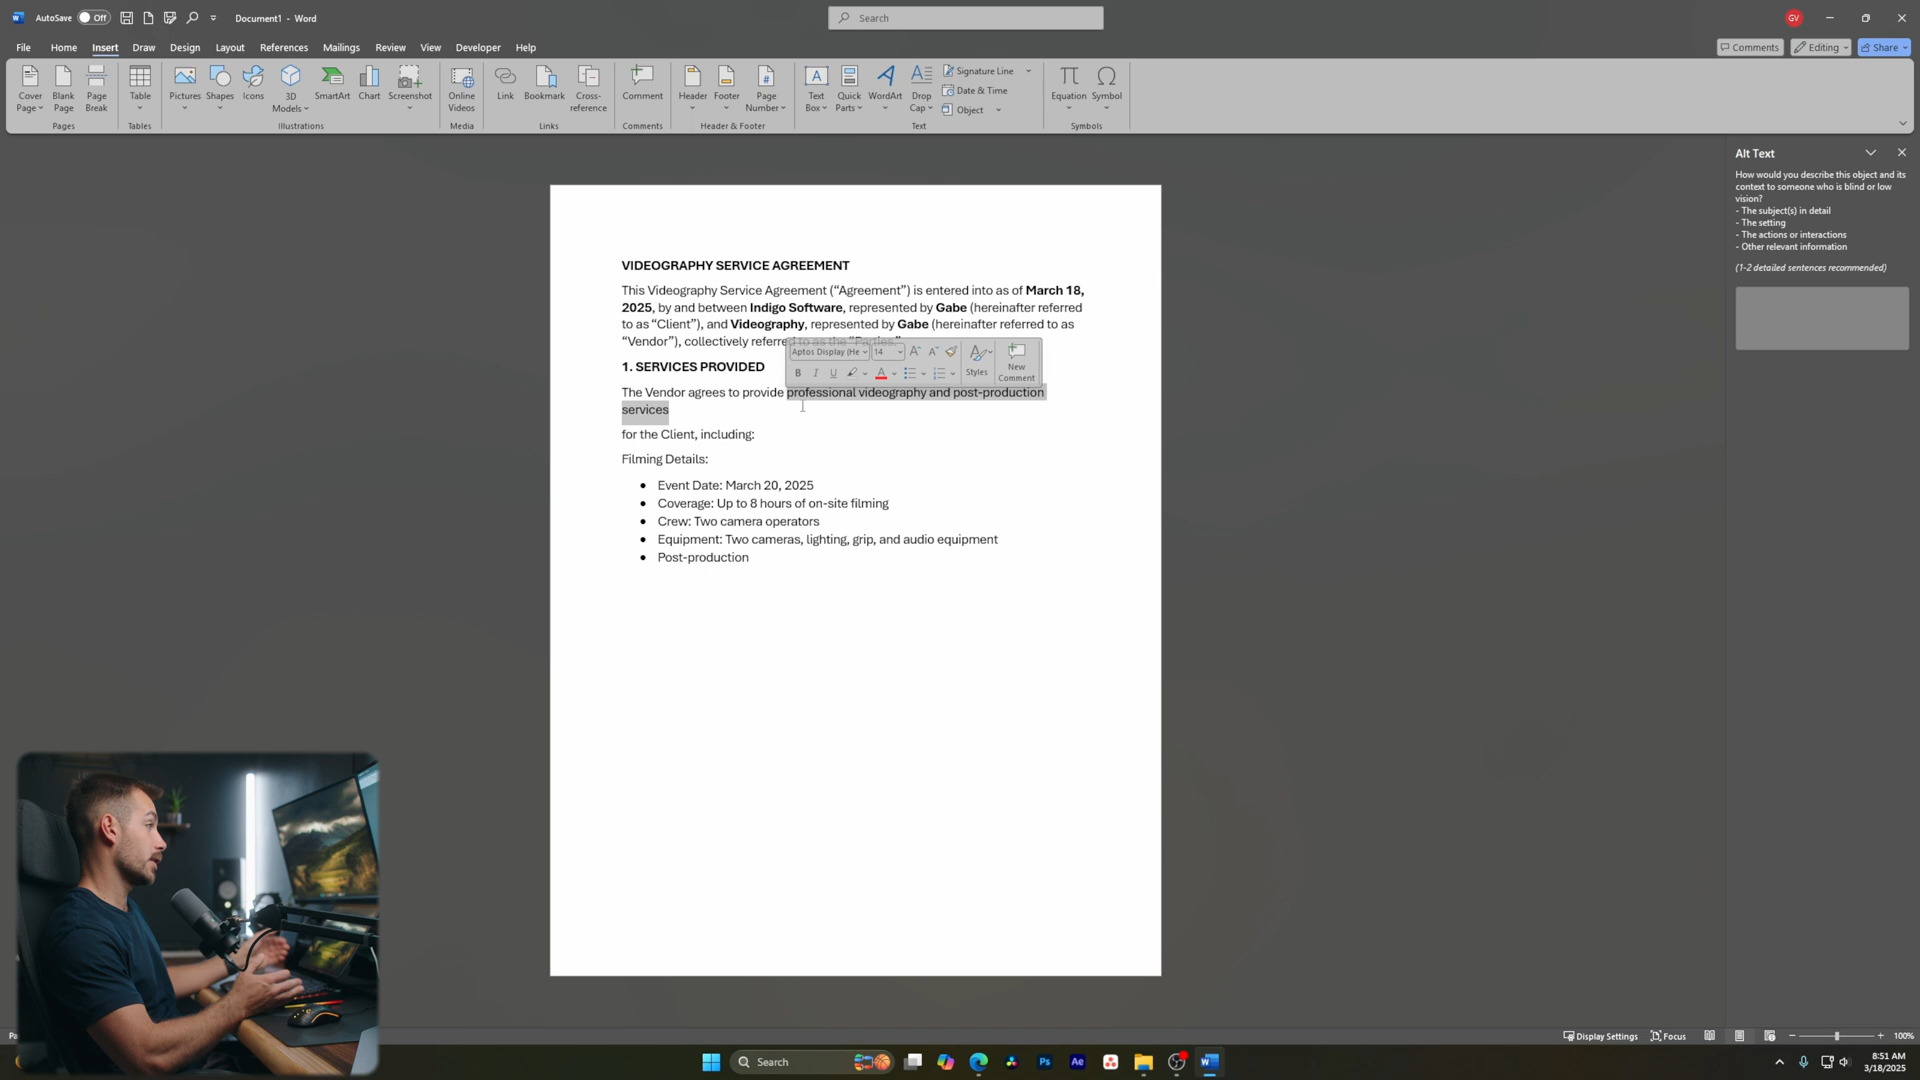 AutoSave Off Document1 - Word Search GV
File Home Insert Draw Design Layout References Mailings Review View Developer Help Comments Editing Share
Cover Page Blank Page Page Break Table Pictures Shapes Icons 3D Models SmartArt Chart Screenshot Online Videos Link Bookmark Cross-reference Comment Header Footer Page Number Text Box Quick Parts WordArt Drop Cap Signature Line Date & Time Object Equation Symbol
Pages Tables Illustrations Media Links Comments Header & Footer Text Symbols
Alt Text
How would you describe this object and its
context to someone who is blind or low
vision?
- The subject(s) in detail
- The setting
- The actions or interactions
- Other relevant information
(1-2 detailed sentences recommended)
VIDEOGRAPHY SERVICE AGREEMENT
This Videography Service Agreement (“Agreement”) is entered into as of March 18,
2025, by and between Indigo Software, represented by Gabe (hereinafter referred
to as “Client”), and Videography, represented by Gabe (hereinafter referred to as
“Vendor”), collectively referred to as the “Parties.”
Aptos Display (He 14 Styles New Comment
B I U A
1. SERVICES PROVIDED
The Vendor agrees to provide professional videography and post-production
services
for the Client, including:
Filming Details:
• Event Date: March 20, 2025
• Coverage: Up to 8 hours of on-site filming
• Crew: Two camera operators
• Equipment: Two cameras, lighting, grip, and audio equipment
• Post-production
Display Settings Focus 100%
Search Ps Ae 8:51 AM
3/18/2025